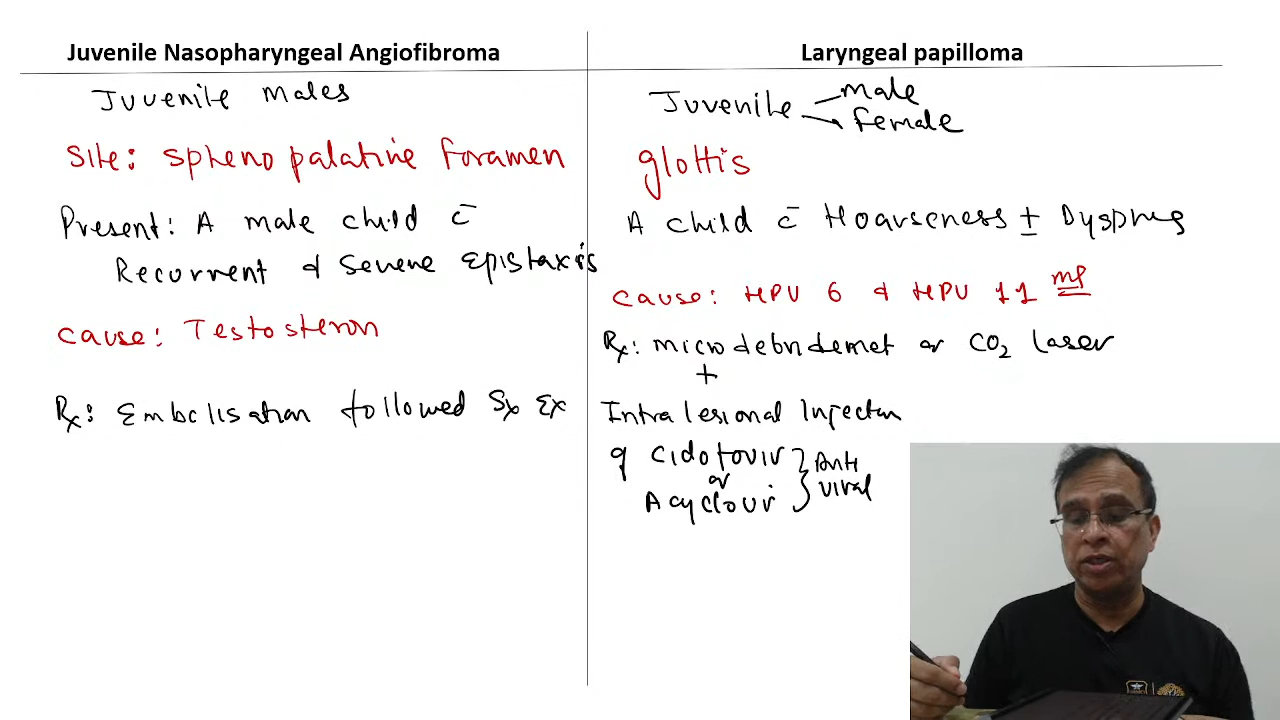 Juvenile Nasopharyngeal Angiofibroma
Juvenile males
Site: Spheno palatine Foramen
Present: A male child c̄
Recurrent & Severe Epistaxis
Cause: Testosteron
Rx: Embolisation followed Sx Ex
Laryngeal papilloma
Juvenile male
Female
glottis
A child c̄ Hoarseness ±
Cause: HPV 6 & HPV 11
Rx: microdebridemet or CO2 laser
+
Intralesional Injection
of Cidofovir
or
Acyclovir
Anti
viral